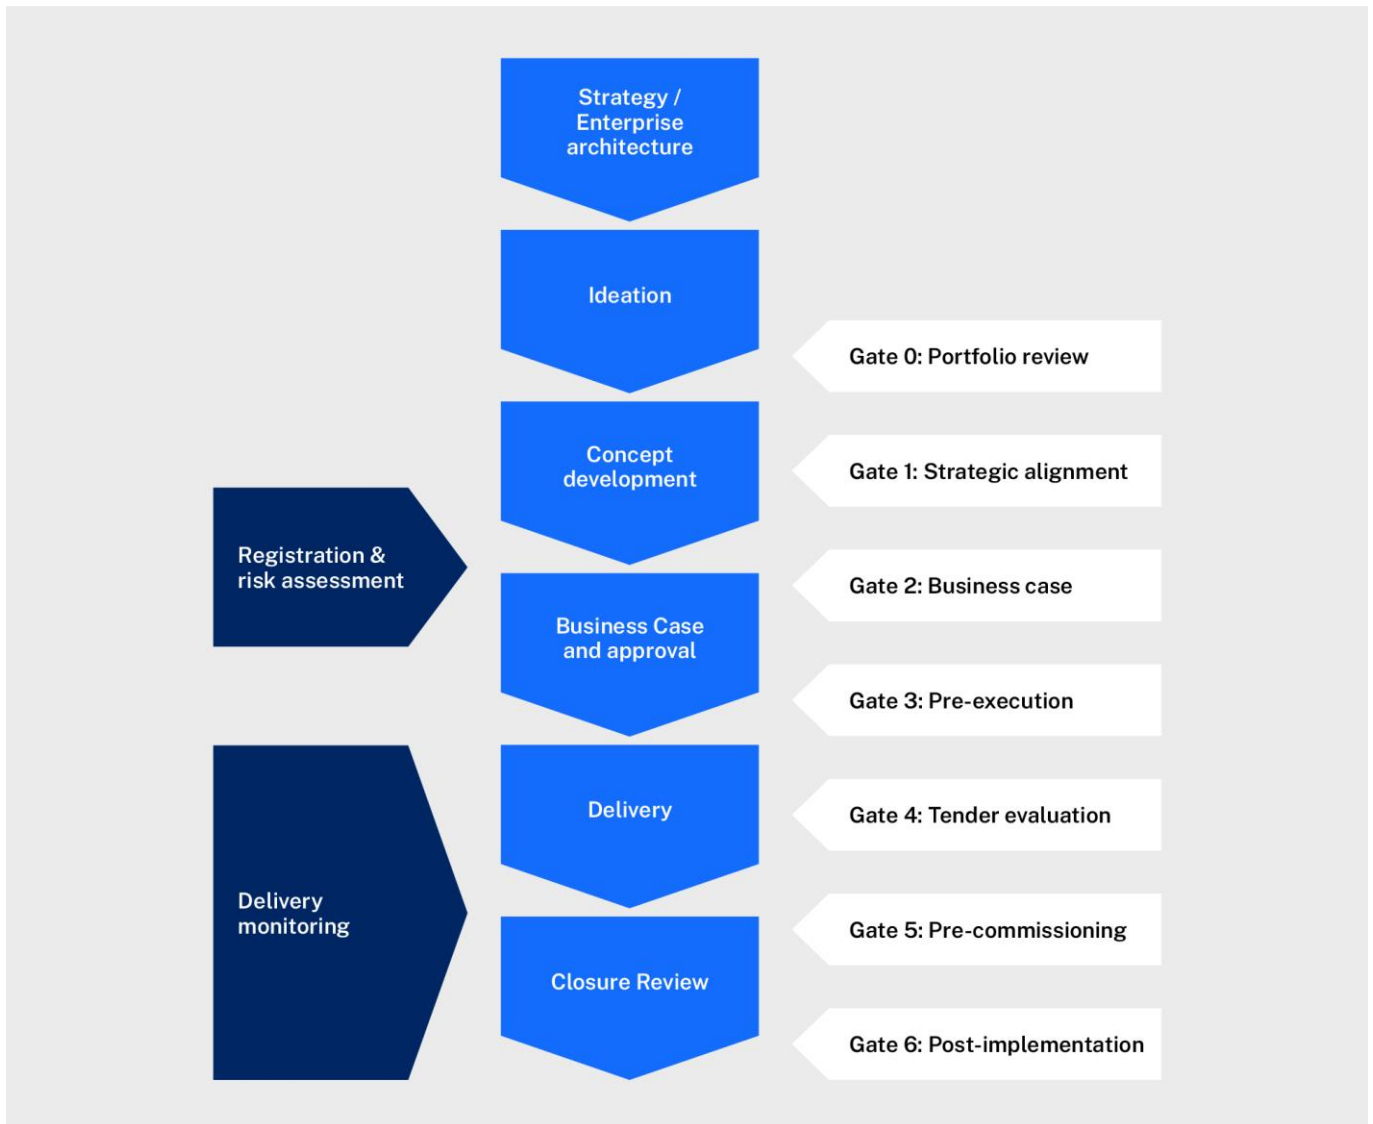 Strategy /
Enterprise
architecture
Ideation
Gate 0: Portfolio review
Concept
development
Gate 1: Strategic alignment
Registration &
risk assessment
Gate 2: Business case
Business Case
and approval
Gate 3: Pre-execution
Delivery
Gate 4: Tender evaluation
Delivery
monitoring
Gate 5: Pre-commissioning
Closure Review
Gate 6: Post-implementation